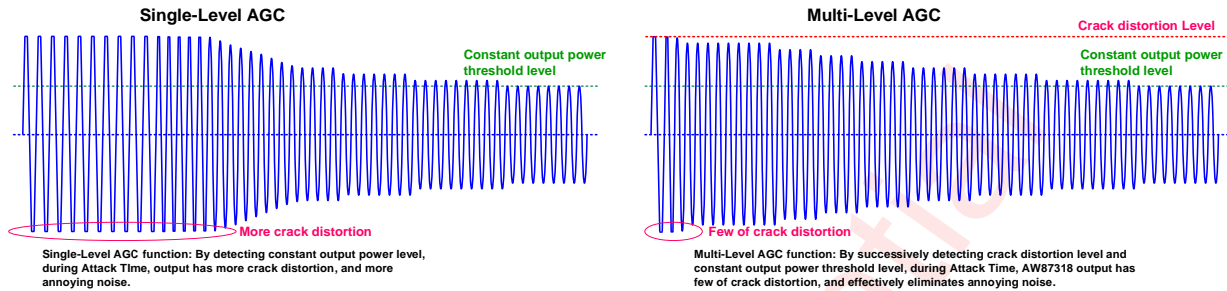 Single-Level AGC
Constant output power
threshold level
More crack distortion
Single-Level AGC function: By detecting constant output power level,
during Attack TIme, output has more crack distortion, and more
annoying noise.
Multi-Level AGC
Crack distortion Level
Constant output power
threshold level
Few of crack distortion
Multi-Level AGC function: By successively detecting crack distortion level and
constant output power threshold level, during Attack Time, AW87318 output has
few of crack distortion, and effectively eliminates annoying noise.